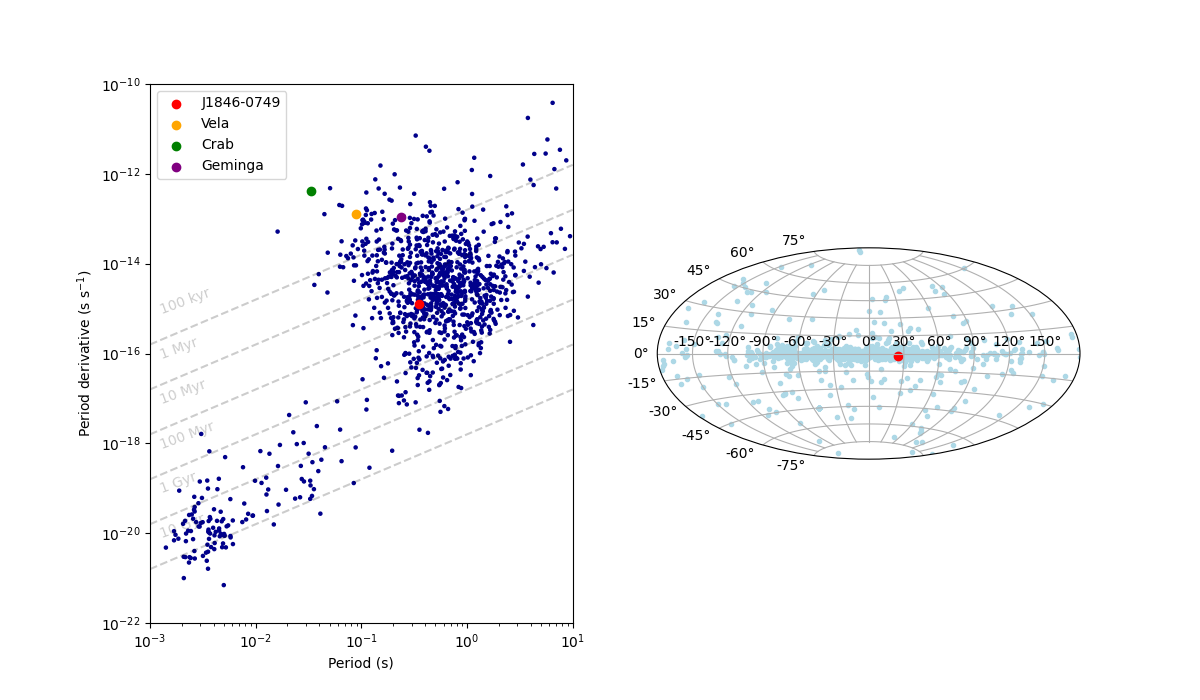 10⁻¹⁰
10⁻¹²
10⁻¹⁴
10⁻¹⁶
10⁻¹⁸
10⁻²⁰
10⁻²²
Period derivative (s s⁻¹)
J1846-0749
Vela
Crab
Geminga
100 kyr
1 Myr
10 Myr
100 Myr
1 Gyr
10
10⁻³ 10⁻² 10⁻¹ 10⁰ 10¹
Period (s)
75°
60°
45°
30°
15°
0°
-15°
-30°
-45°
-60°
-75°
-150° -120° -90° -60° -30° 0° 30° 60° 90° 120° 150°